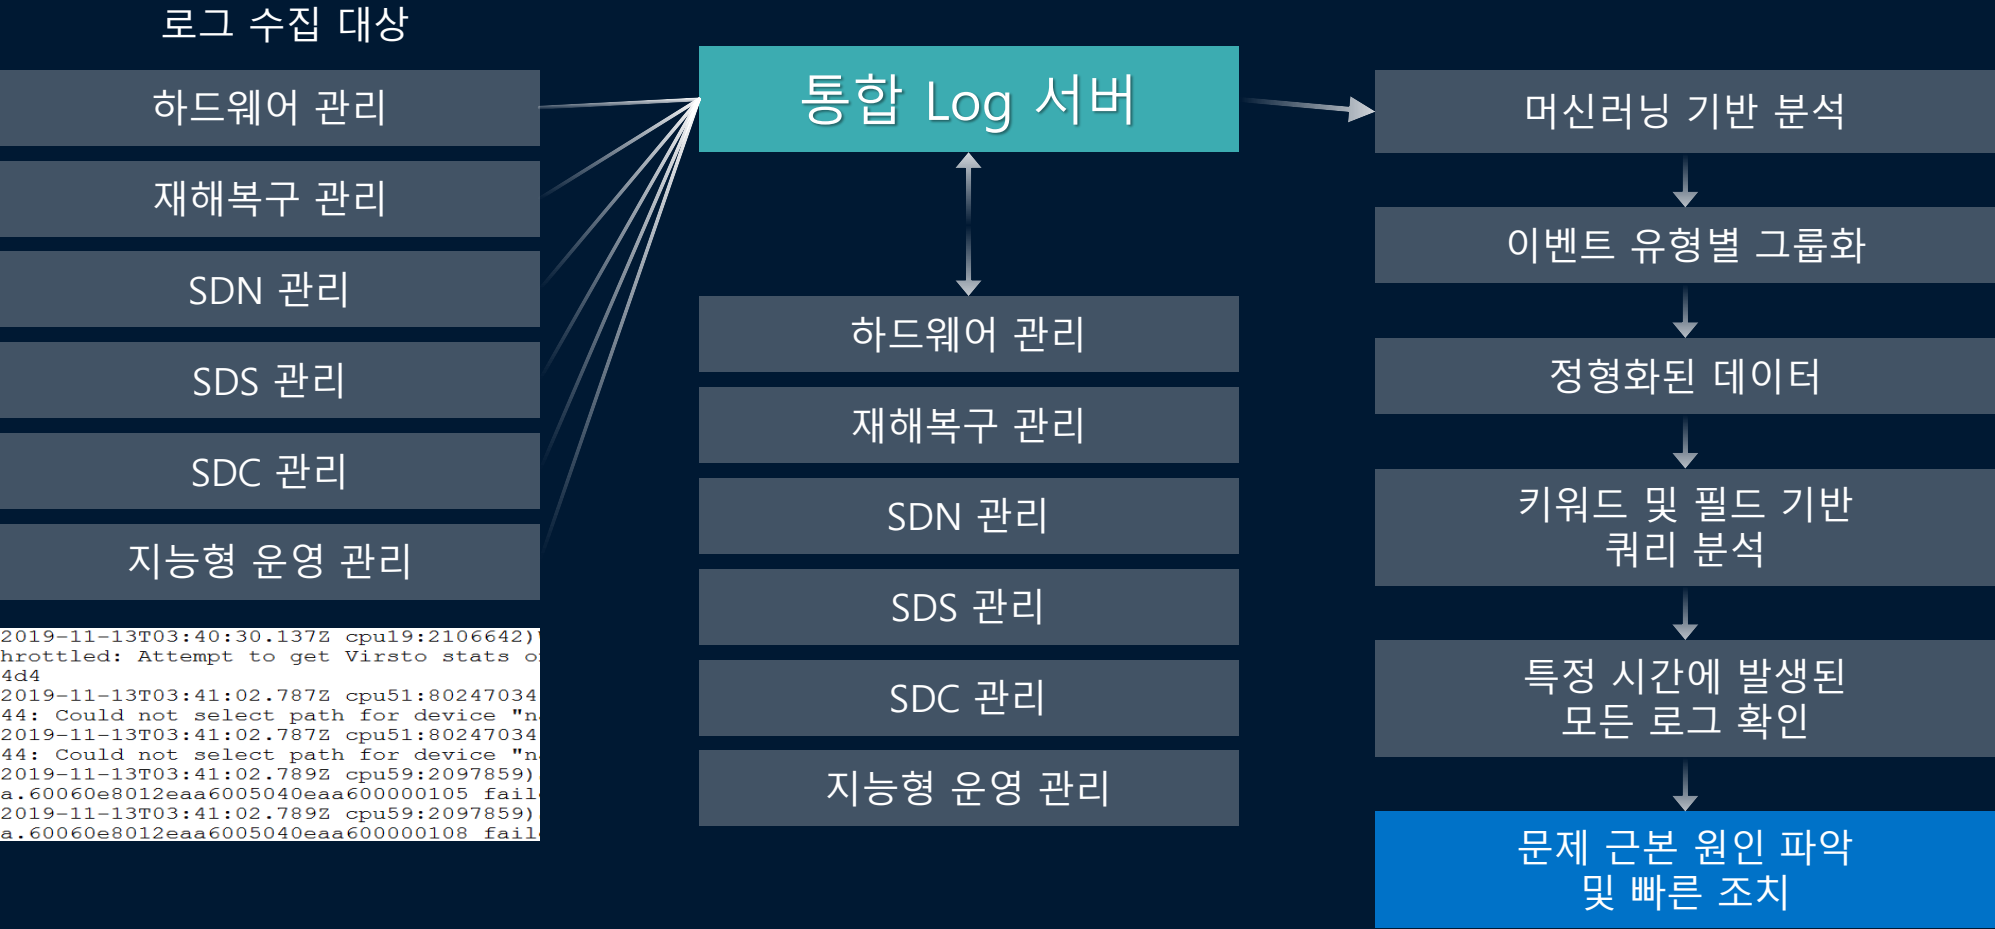 로그 수집 대상
하드웨어 관리
재해복구 관리
SDN 관리
SDS 관리
SDC 관리
지능형 운영 관리
2019-11-13T03:40:30.137Z cpu19:2106642)
hrottled: Attempt to get Virsto stats
4d4
2019-11-13T03:41:02.787Z cpu51:80247034
44: Could not select path for device "n
2019-11-13T03:41:02.787Z cpu51:80247034
44: Could not select path for device "n
2019-11-13T03:41:02.789Z cpu59:2097859)
a.60060e8012eaa6005040eaa600000105 fail
2019-11-13T03:41:02.789Z cpu59:2097859)
a.60060e8012eaa6005040eaa600000108 fail
통합 Log 서버
하드웨어 관리
재해복구 관리
SDN 관리
SDS 관리
SDC 관리
지능형 운영 관리
머신러닝 기반 분석
이벤트 유형별 그룹화
정형화된 데이터
키워드 및 필드 기반
쿼리 분석
특정 시간에 발생된
모든 로그 확인
문제 근본 원인 파악
및 빠른 조치